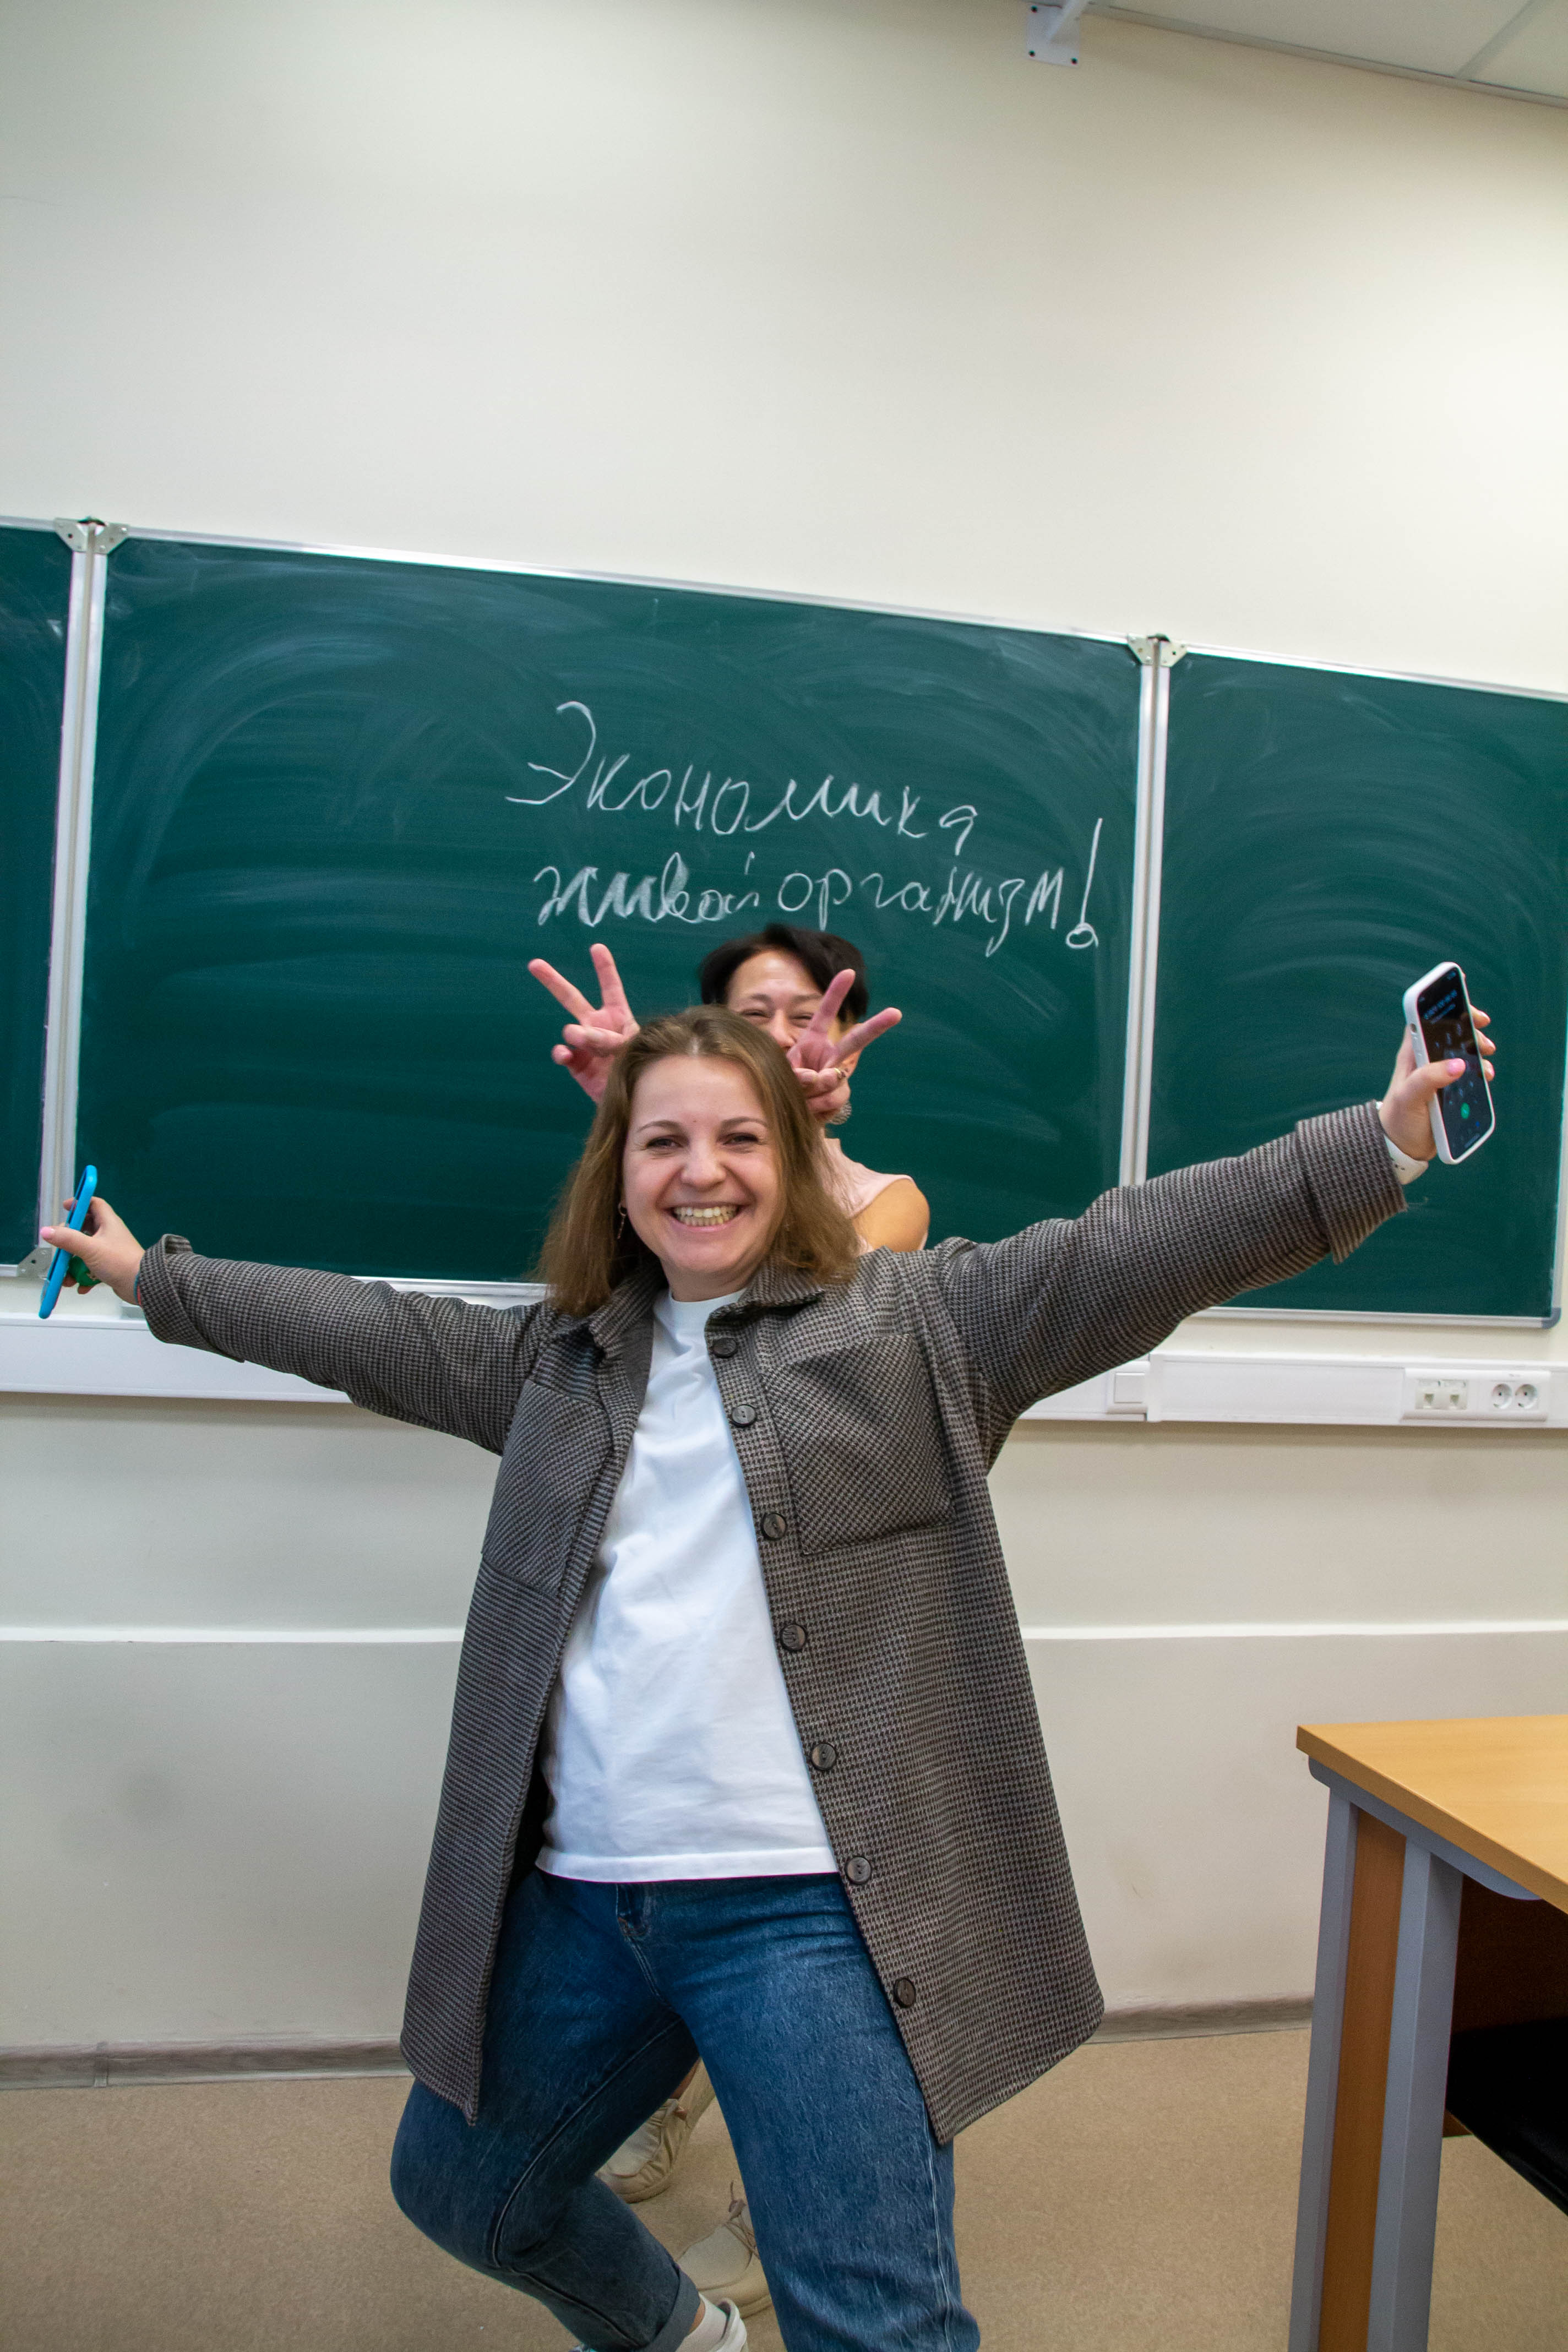 Экономика
живой организм!